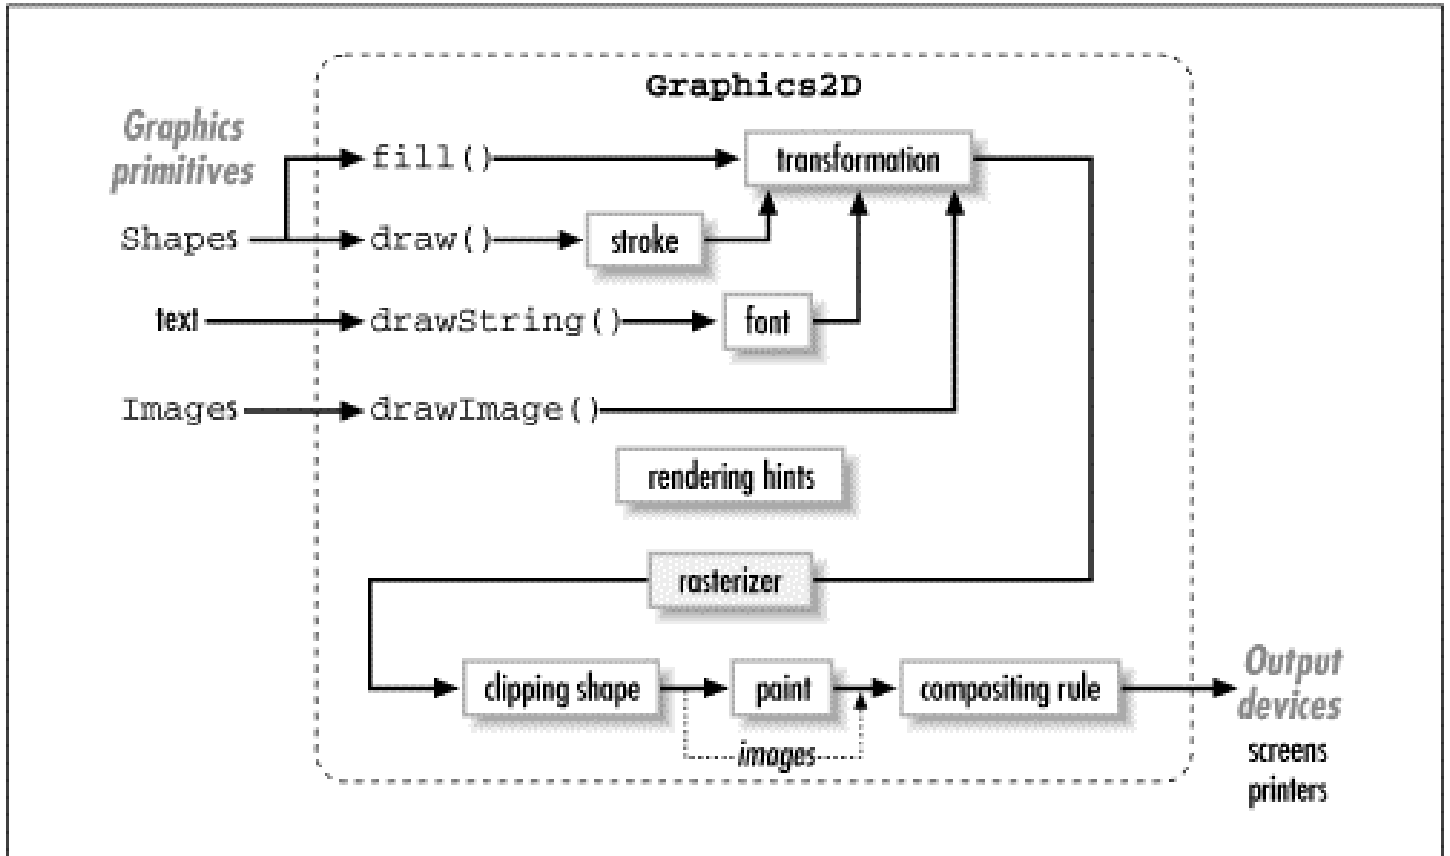 Graphics2D
Graphics
primitives
fill()
transformation
Shapes
draw()
stroke
text
drawString()
font
Images
drawImage()
rendering hints
rasterizer
clipping shape
paint
compositing rule
images
Output
devices
screens
printers